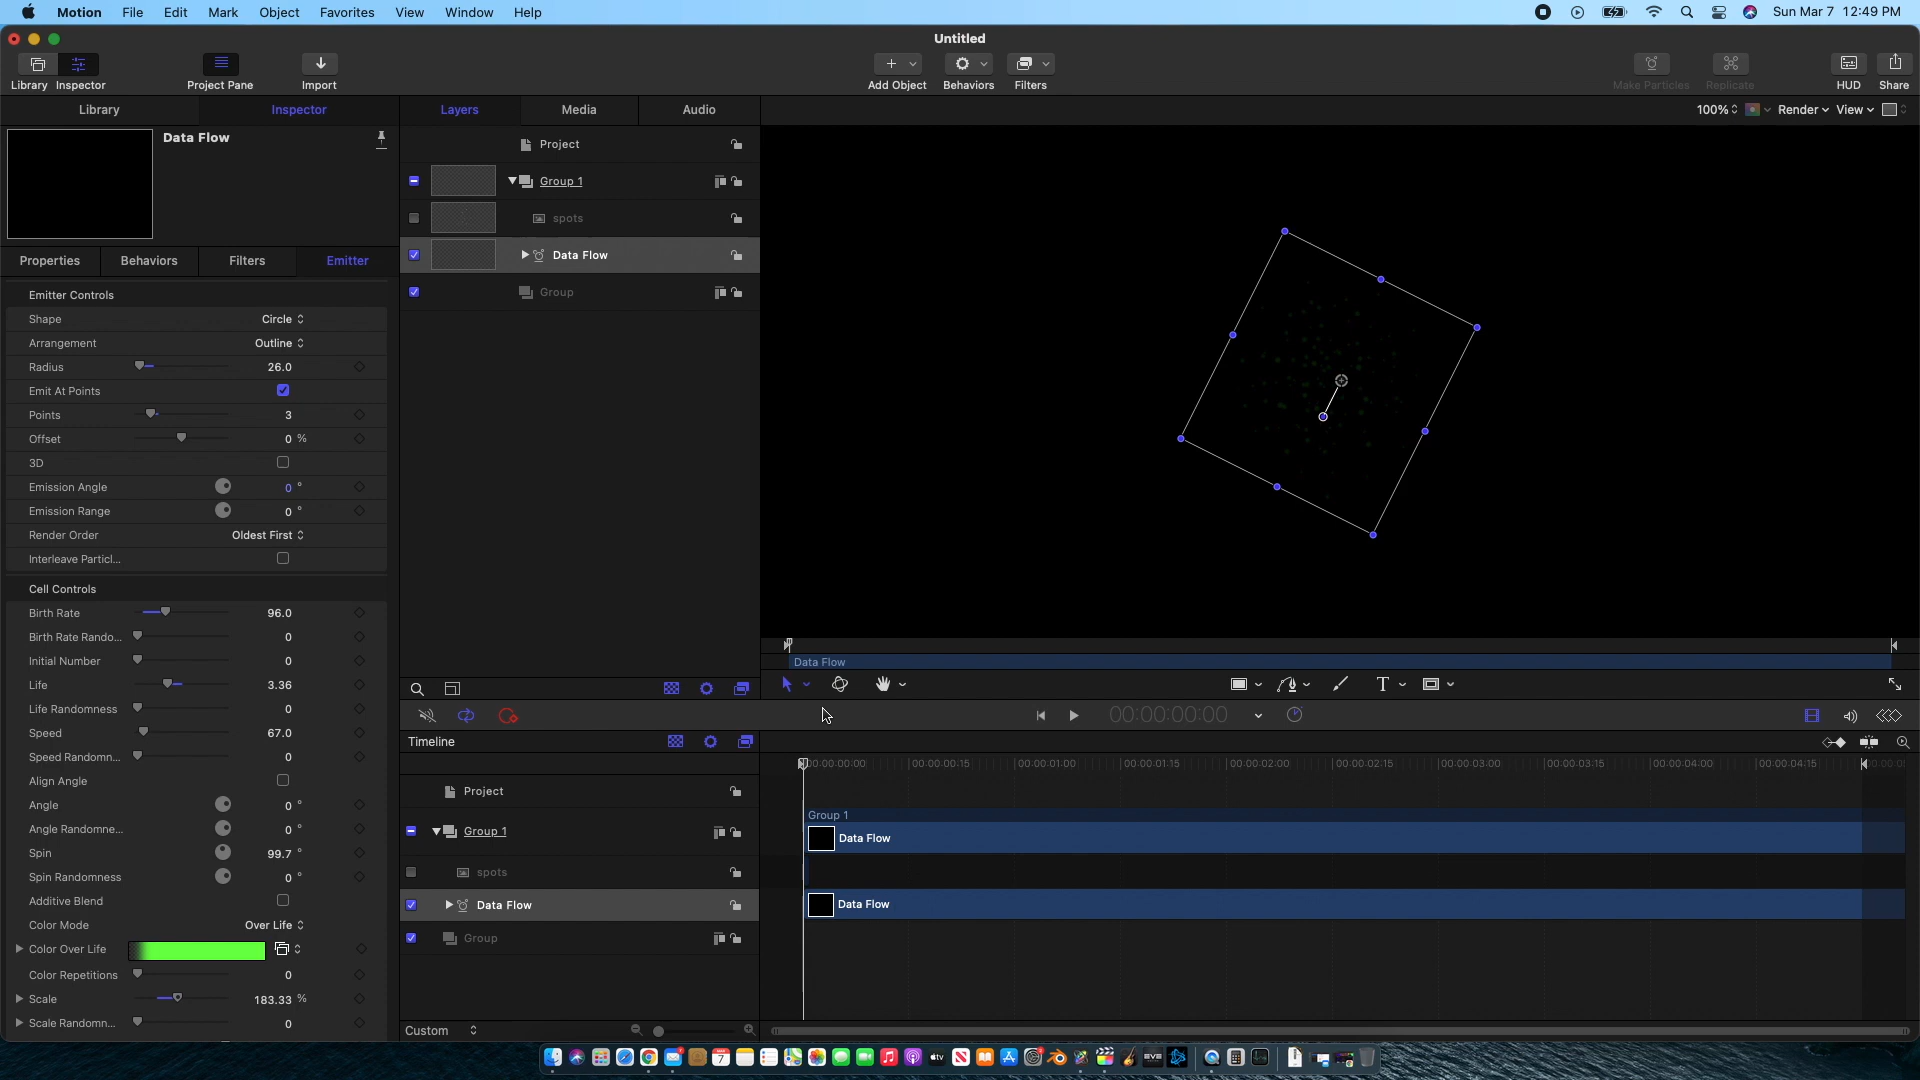 Motion File Edit Mark Object Favorites View Window Help Sun Mar 7 12:49 PM
Untitled
Library Inspector Project Pane Import Add Object Behaviors Filters Make Particles Replicate HUD Share
Library Inspector Layers Media Audio 100% Render View
Data Flow
Project
Group 1
spots
Data Flow
Group
Properties Behaviors Filters Emitter
Emitter Controls
Shape Circle
Arrangement Outline
Radius 26.0
Emit At Points
Points 3
Offset 0 %
3D
Emission Angle 0 °
Emission Range 0 °
Render Order Oldest First
Interleave Particl...
Cell Controls
Birth Rate 96.0
Birth Rate Rando... 0
Initial Number 0
Life 3.36
Life Randomness 0
Speed 67.0
Speed Randomn... 0
Align Angle
Angle 0 °
Angle Randomne... 0 °
Spin 99.7 °
Spin Randomness 0 °
Additive Blend
Color Mode Over Life
Color Over Life
Color Repetitions 0
Scale 183.33 %
Scale Randomn... 0
Data Flow
T
00:00:00:00
Timeline
00:00:00:00 00:00:00:15 00:00:01:00 00:00:01:15 00:00:02:00 00:00:02:15 00:00:03:00 00:00:03:15 00:00:04:00 00:00:04:15
Project
Group 1
Group 1
Data Flow
spots
Data Flow
Data Flow
Group
Custom